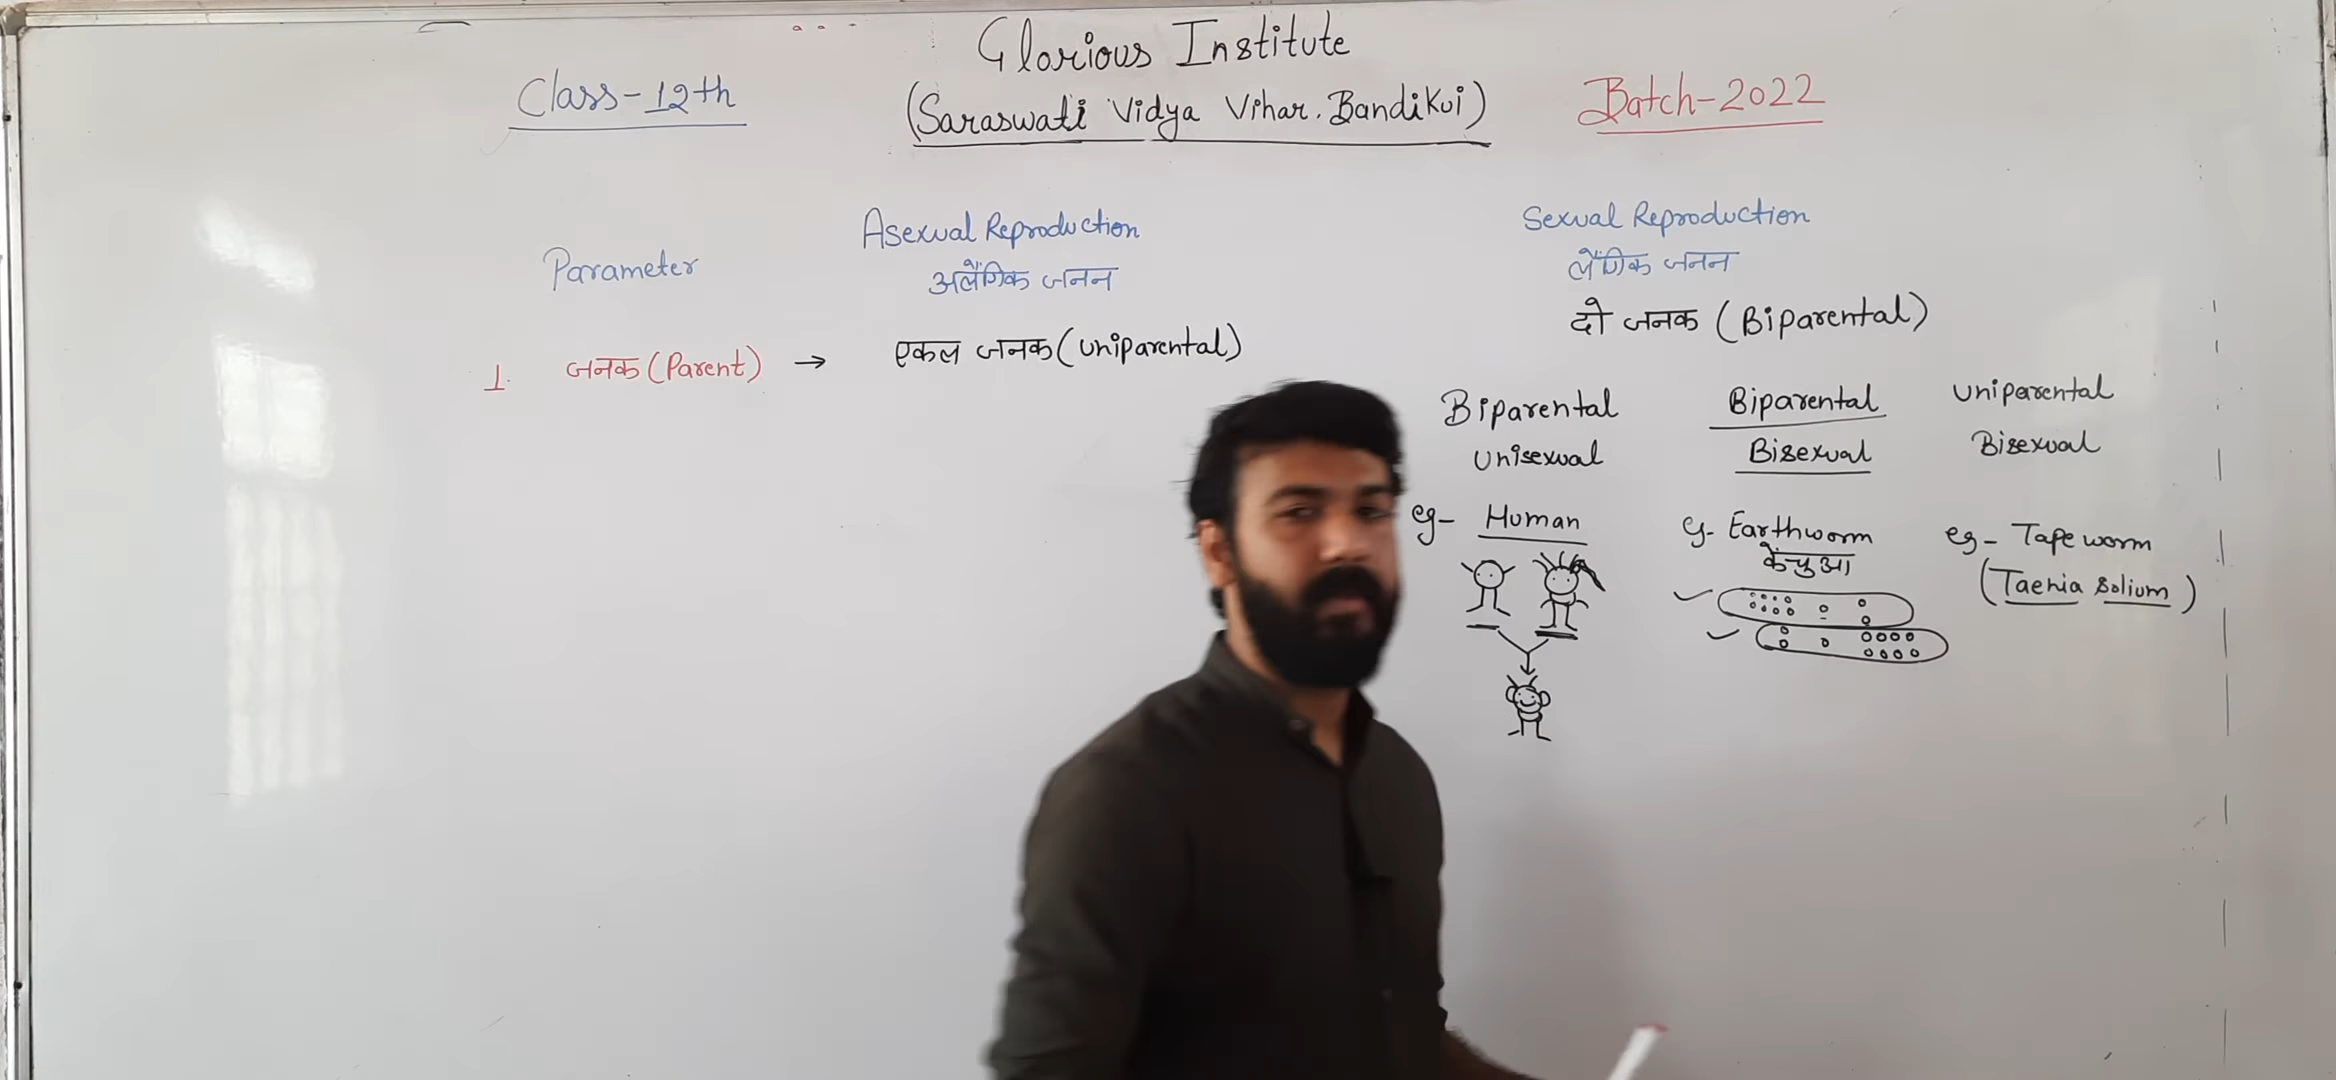 Glorious Institute
Class-12th
(Saraswati Vidya Vihar. Bandikui)
Batch-2022
Parameter
Asexual Reproduction
अलैंगिक जनन
Sexual Reproduction
लैंगिक जनन
1. जनक (Parent) →
एकल जनक (Uniparental)
दो जनक (Biparental)
Biparental
Unisexual
eg- Human
Biparental
Bisexual
eg- Earthworm
केंचुआ
Uniparental
Bisexual
eg- Tape worm
(Taenia Solium)